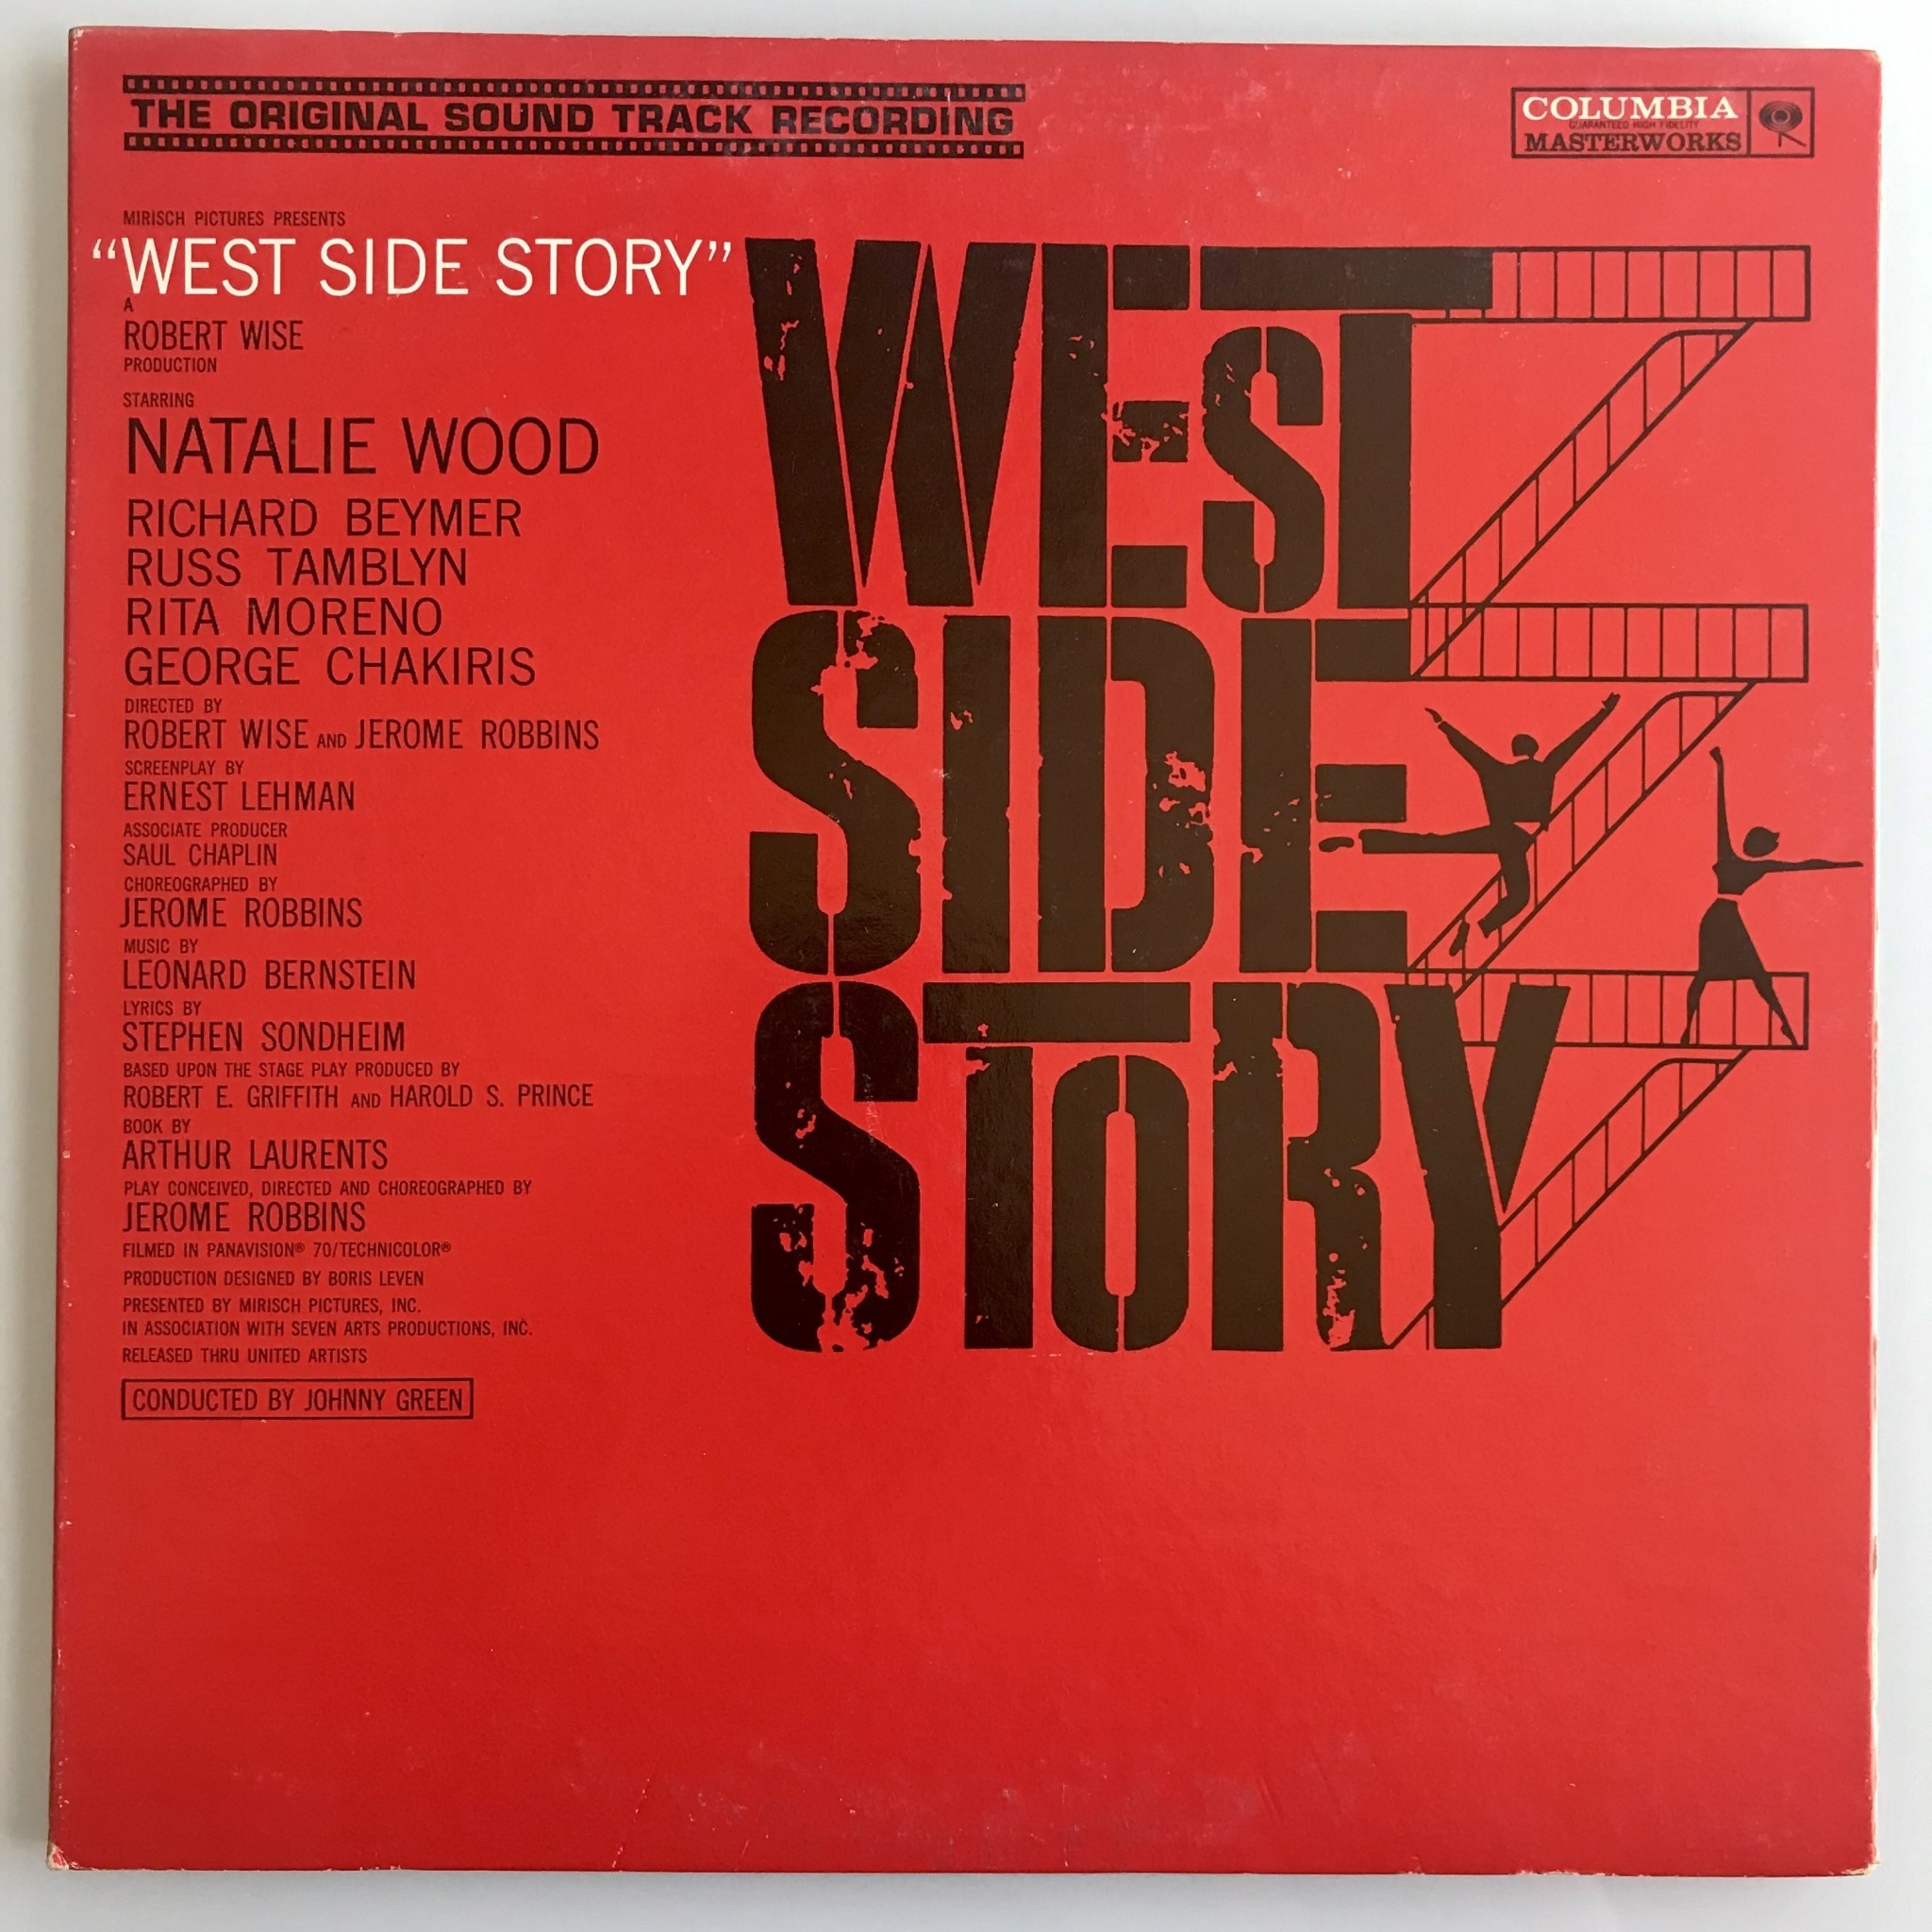 THE ORIGINAL SOUND TRACK RECORDING
COLUMBIA
GUARANTEED HIGH FIDELITY
MASTERWORKS
MIRISCH PICTURES PRESENTS
“WEST SIDE STORY”
A
ROBERT WISE
PRODUCTION
STARRING
NATALIE WOOD
RICHARD BEYMER
RUSS TAMBLYN
RITA MORENO
GEORGE CHAKIRIS
DIRECTED BY
ROBERT WISE AND JEROME ROBBINS
SCREENPLAY BY
ERNEST LEHMAN
ASSOCIATE PRODUCER
SAUL CHAPLIN
CHOREOGRAPHED BY
JEROME ROBBINS
MUSIC BY
LEONARD BERNSTEIN
LYRICS BY
STEPHEN SONDHEIM
BASED UPON THE STAGE PLAY PRODUCED BY
ROBERT E. GRIFFITH AND HAROLD S. PRINCE
BOOK BY
ARTHUR LAURENTS
PLAY CONCEIVED, DIRECTED AND CHOREOGRAPHED BY
JEROME ROBBINS
FILMED IN PANAVISION® 70/TECHNICOLOR®
PRODUCTION DESIGNED BY BORIS LEVEN
PRESENTED BY MIRISCH PICTURES, INC.
IN ASSOCIATION WITH SEVEN ARTS PRODUCTIONS, INC.
RELEASED THRU UNITED ARTISTS
CONDUCTED BY JOHNNY GREEN
WEST
SIDE
STORY